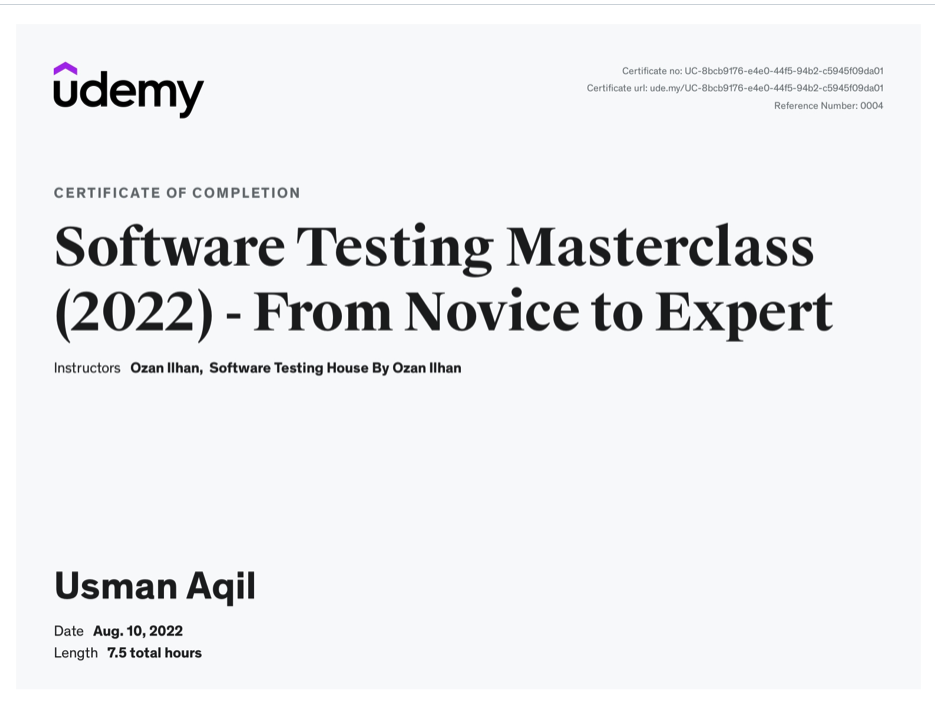 udemy
Certificate no: UC-8bcb9176-e4e0-44f5-94b2-c5945f09da01
Certificate url: ude.my/UC-8bcb9176-e4e0-44f5-94b2-c5945f09da01
Reference Number: 0004
CERTIFICATE OF COMPLETION
Software Testing Masterclass
(2022) - From Novice to Expert
Instructors Ozan Ilhan, Software Testing House By Ozan Ilhan
Usman Aqil
Date Aug. 10, 2022
Length 7.5 total hours